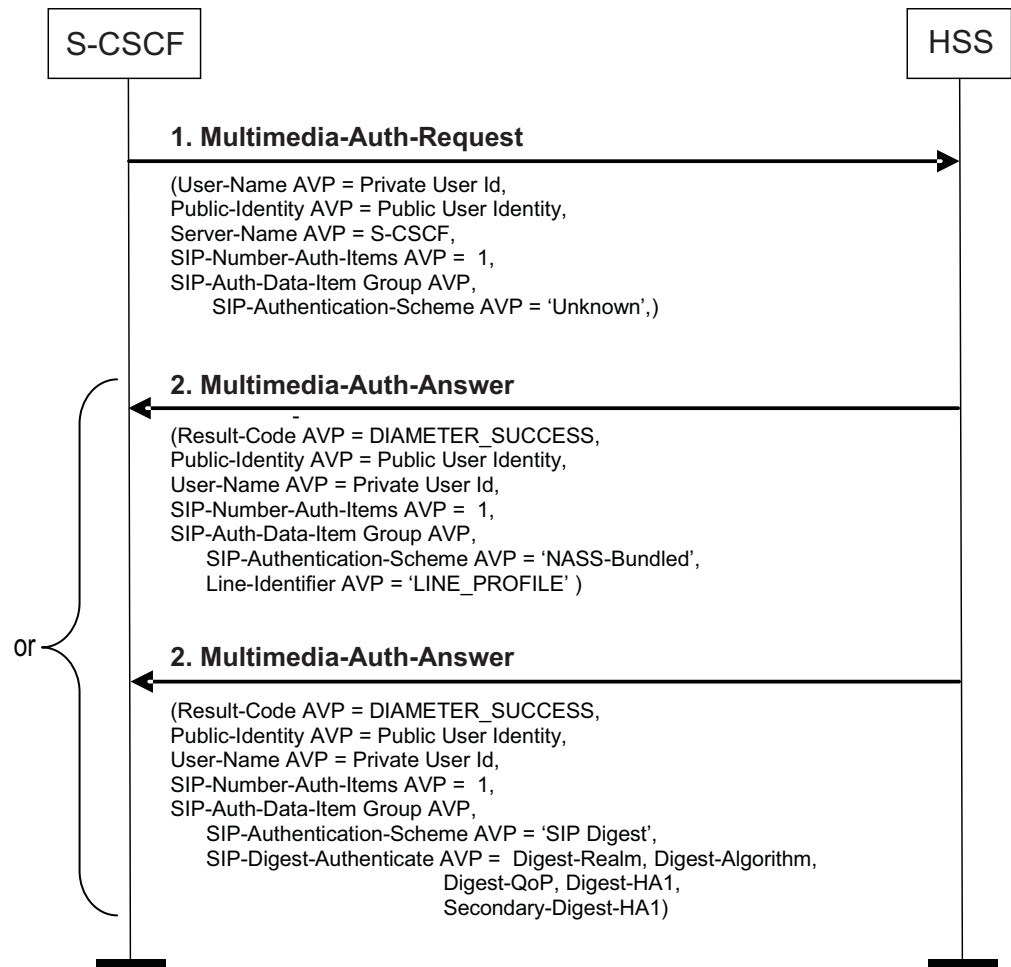 S-CSCF
HSS
1. Multimedia-Auth-Request
(User-Name AVP = Private User Id,
Public-Identity AVP = Public User Identity,
Server-Name AVP = S-CSCF,
SIP-Number-Auth-Items AVP =  1,
SIP-Auth-Data-Item Group AVP,
SIP-Authentication-Scheme AVP = ‘Unknown’,)
2. Multimedia-Auth-Answer
-
(Result-Code AVP = DIAMETER_SUCCESS,
Public-Identity AVP = Public User Identity,
User-Name AVP = Private User Id,
SIP-Number-Auth-Items AVP =  1,
SIP-Auth-Data-Item Group AVP,
SIP-Authentication-Scheme AVP = ‘NASS-Bundled’,
Line-Identifier AVP = ‘LINE_PROFILE’ )
or
2. Multimedia-Auth-Answer
(Result-Code AVP = DIAMETER_SUCCESS,
Public-Identity AVP = Public User Identity,
User-Name AVP = Private User Id,
SIP-Number-Auth-Items AVP =  1,
SIP-Auth-Data-Item Group AVP,
SIP-Authentication-Scheme AVP = ‘SIP Digest’,
SIP-Digest-Authenticate AVP =  Digest-Realm, Digest-Algorithm,
Digest-QoP, Digest-HA1,
Secondary-Digest-HA1)